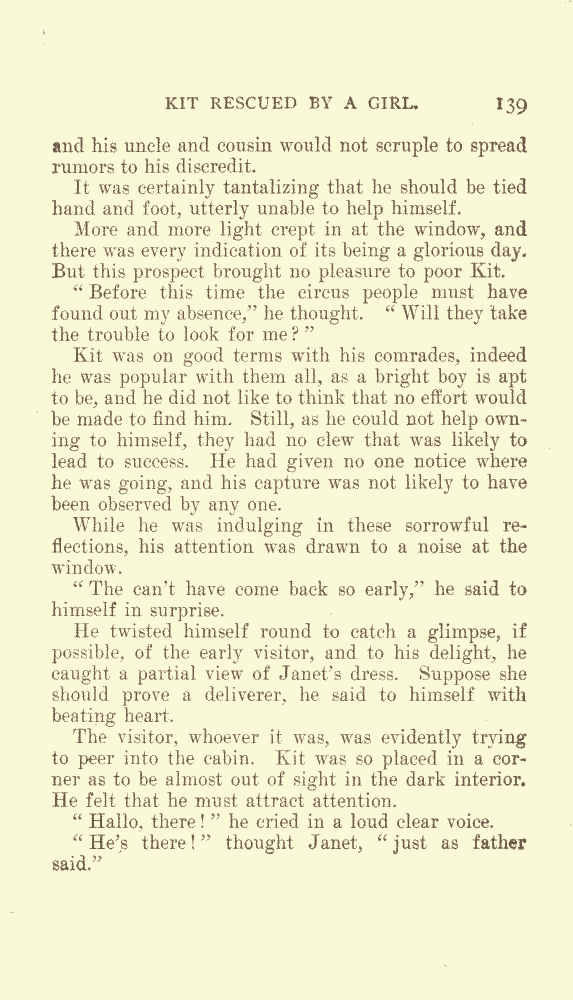 KIT RESCUED BY A GIRL. 139
and his uncle and cousin would not scruple to spread
rumors to his discredit.
It was certainly tantalizing that he should be tied
hand and foot, utterly unable to help himself.
More and more light crept in at the window, and
there was every indication of its being a glorious day.
But this prospect brought no pleasure to poor Kit.
“Before this time the circus people must have
found out my absence,” he thought. “Will they take
the trouble to look for me?”
Kit was on good terms with his comrades, indeed
he was popular with them all, as a bright boy is apt
to be, and he did not like to think that no effort would
be made to find him. Still, as he could not help own-
ing to himself, they had no clew that was likely to
lead to success. He had given no one notice where
he was going, and his capture was not likely to have
been observed by any one.
While he was indulging in these sorrowful re-
flections, his attention was drawn to a noise at the
window.
“The can’t have come back so early,” he said to
himself in surprise.
He twisted himself round to catch a glimpse, if
possible, of the early visitor, and to his delight, he
caught a partial view of Janet’s dress. Suppose she
should prove a deliverer, he said to himself with
beating heart.
The visitor, whoever it was, was evidently trying
to peer into the cabin. Kit was so placed in a cor-
ner as to be almost out of sight in the dark interior.
He felt that he must attract attention.
“Hallo, there!” he cried in a loud clear voice.
“He’s there!” thought Janet, “just as father
said.”